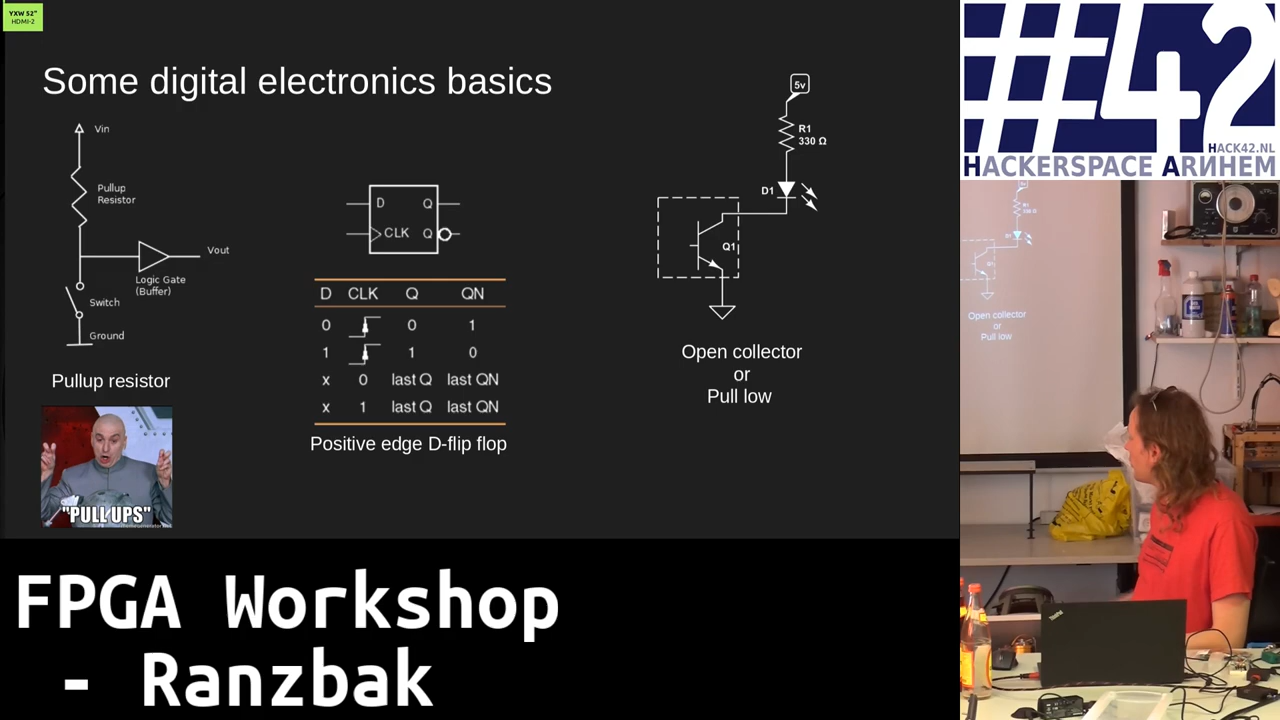 YXW 52"
HDMI-2
Some digital electronics basics
Vin
Pullup
Resistor
Vout
Logic Gate
(Buffer)
Switch
Ground
Pullup resistor
"PULL UPS"
D Q
CLK Q
D CLK Q QN
0 0 1
1 1 0
x 0 last Q last QN
x 1 last Q last QN
Positive edge D-flip flop
5v
R1
330 Ω
D1
Q1
Open collector
or
Pull low
#42
HACK42.NL
HACKERSPACE ARИHEM
Open collector
or
Pull low
ThinkPad
FPGA Workshop
- Ranzbak